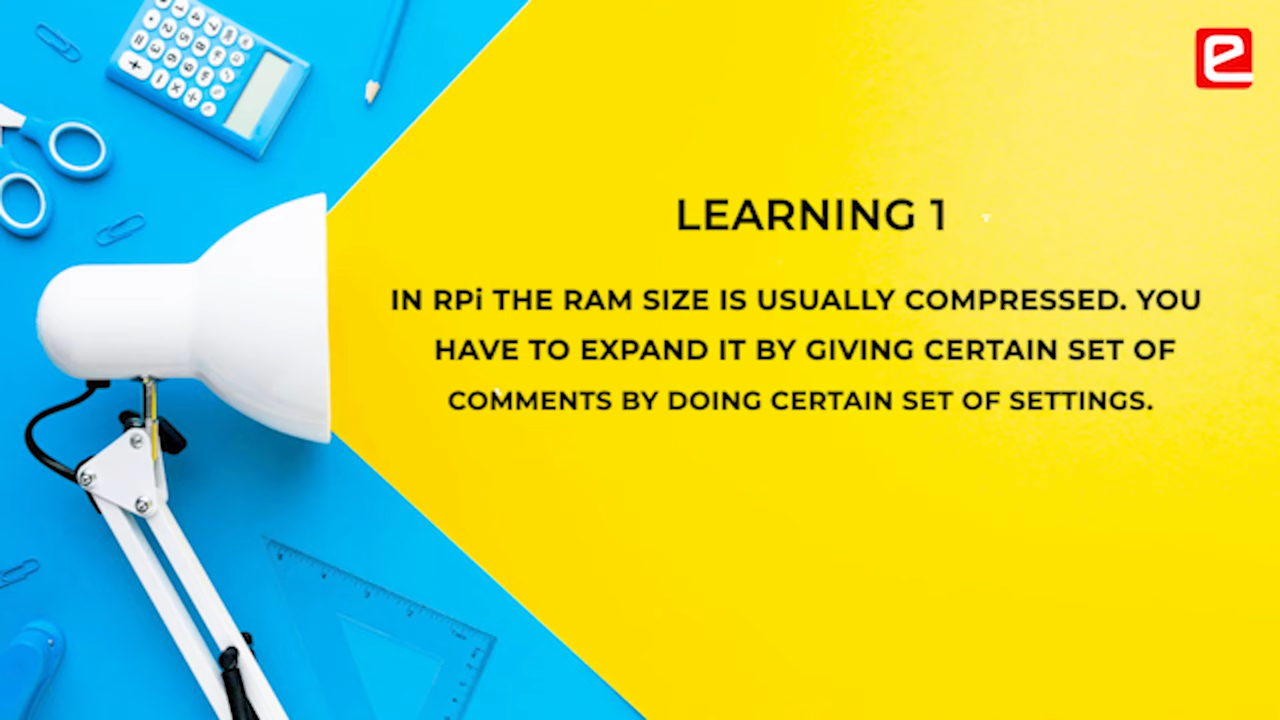 LEARNING 1
IN RPi THE RAM SIZE IS USUALLY COMPRESSED. YOU
HAVE TO EXPAND IT BY GIVING CERTAIN SET OF
COMMENTS BY DOING CERTAIN SET OF SETTINGS.